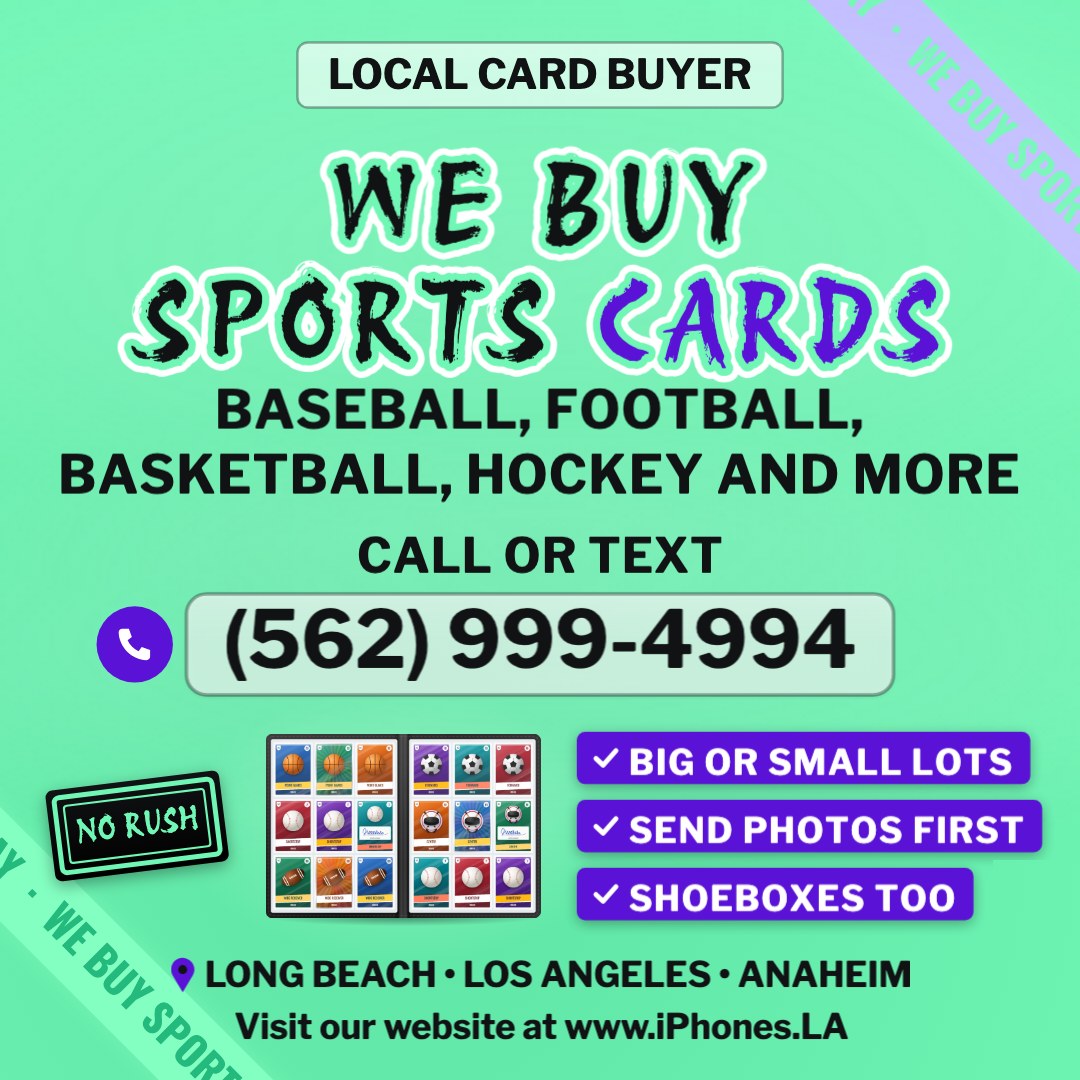 LOCAL CARD BUYER
WE BUY SPOR
WE BUY
SPORTS CARDS
BASEBALL, FOOTBALL,
BASKETBALL, HOCKEY AND MORE
CALL OR TEXT
(562) 999-4994
NO RUSH
✓ BIG OR SMALL LOTS
✓ SEND PHOTOS FIRST
✓ SHOEBOXES TOO
LONG BEACH • LOS ANGELES • ANAHEIM
Visit our website at www.iPhones.LA
AY · WE BUY SPORT